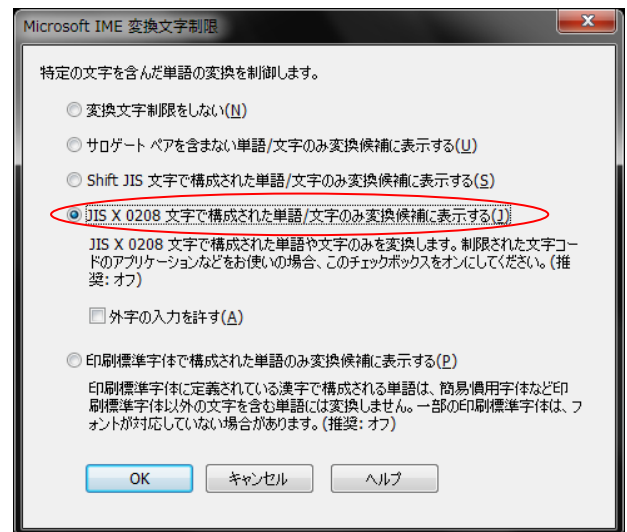 Microsoft IME 変換文字制限
特定の文字を含んだ単語の変換を制御します。
変換文字制限をしない(N)
サロゲート ペアを含まない単語/文字のみ変換候補に表示する(U)
Shift JIS 文字で構成された単語/文字のみ変換候補に表示する(S)
JIS X 0208 文字で構成された単語/文字のみ変換候補に表示する(J)
JIS X 0208 文字で構成された単語や文字のみを変換します。制限された文字コー
ドのアプリケーションなどをお使いの場合、このチェックボックスをオンにしてください。(推
奨: オフ)
外字の入力を許す(A)
印刷標準字体で構成された単語のみ変換候補に表示する(P)
印刷標準字体に定義されている漢字で構成される単語は、簡易慣用字体など印
刷標準字体以外の文字を含む単語には変換しません。一部の印刷標準字体は、フ
ォントが対応していない場合があります。(推奨: オフ)
OK キャンセル ヘルプ